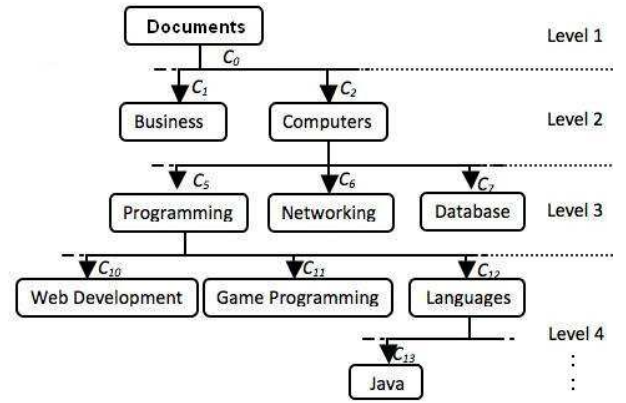 Documents
Level 1
C0
C1
C2
Business
Computers
Level 2
C5
C6
C7
Programming
Networking
Database
Level 3
C10
C11
C12
Web Development
Game Programming
Languages
Level 4
C13
Java